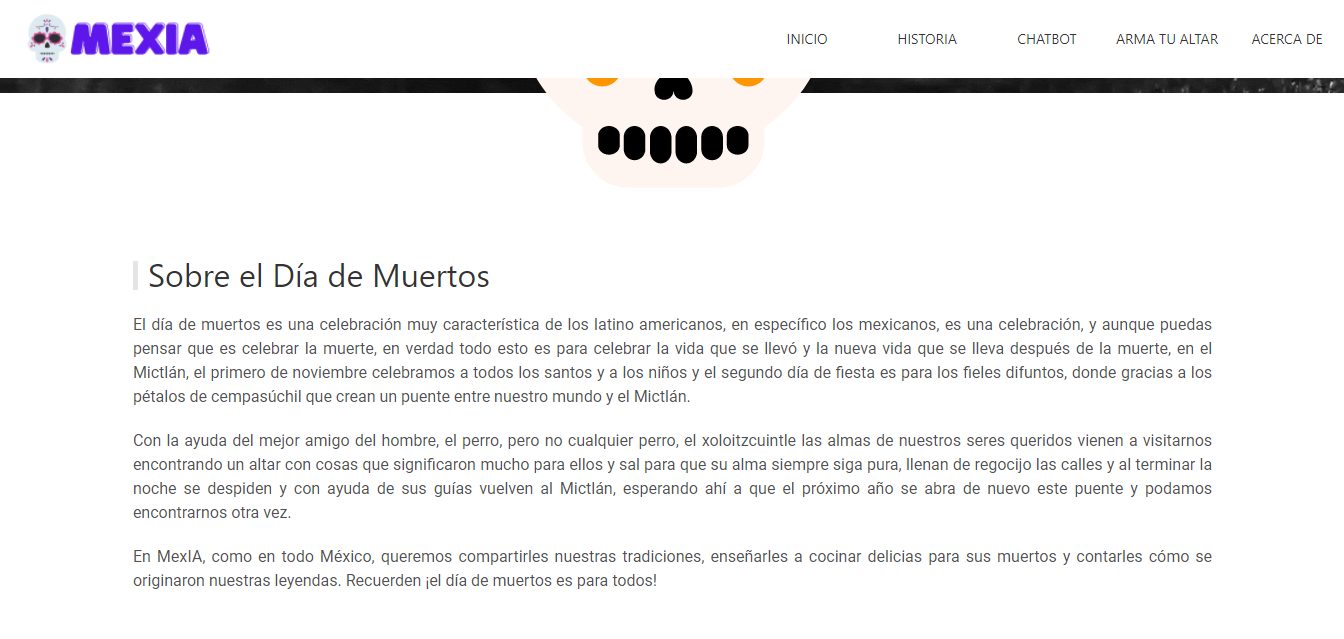 MEXIA
INICIO
HISTORIA
CHATBOT
ARMA TU ALTAR
ACERCA DE
Sobre el Día de Muertos
El día de muertos es una celebración muy característica de los latino americanos, en específico los mexicanos, es una celebración, y aunque puedas
pensar que es celebrar la muerte, en verdad todo esto es para celebrar la vida que se llevó y la nueva vida que se lleva después de la muerte, en el
Mictlán, el primero de noviembre celebramos a todos los santos y a los niños y el segundo día de fiesta es para los fieles difuntos, donde gracias a los
pétalos de cempasúchil que crean un puente entre nuestro mundo y el Mictlán.
Con la ayuda del mejor amigo del hombre, el perro, pero no cualquier perro, el xoloitzcuintle las almas de nuestros seres queridos vienen a visitarnos
encontrando un altar con cosas que significaron mucho para ellos y sal para que su alma siempre siga pura, llenan de regocijo las calles y al terminar la
noche se despiden y con ayuda de sus guías vuelven al Mictlán, esperando ahí a que el próximo año se abra de nuevo este puente y podamos
encontrarnos otra vez.
En MexIA, como en todo México, queremos compartirles nuestras tradiciones, enseñarles a cocinar delicias para sus muertos y contarles cómo se
originaron nuestras leyendas. Recuerden ¡el día de muertos es para todos!